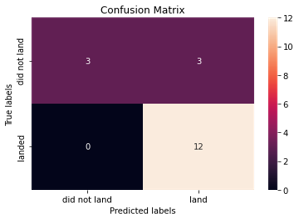 Confusion Matrix
True labels
did not land
landed
3 3
0 12
did not land land
Predicted labels
12
10
8
6
4
2
0